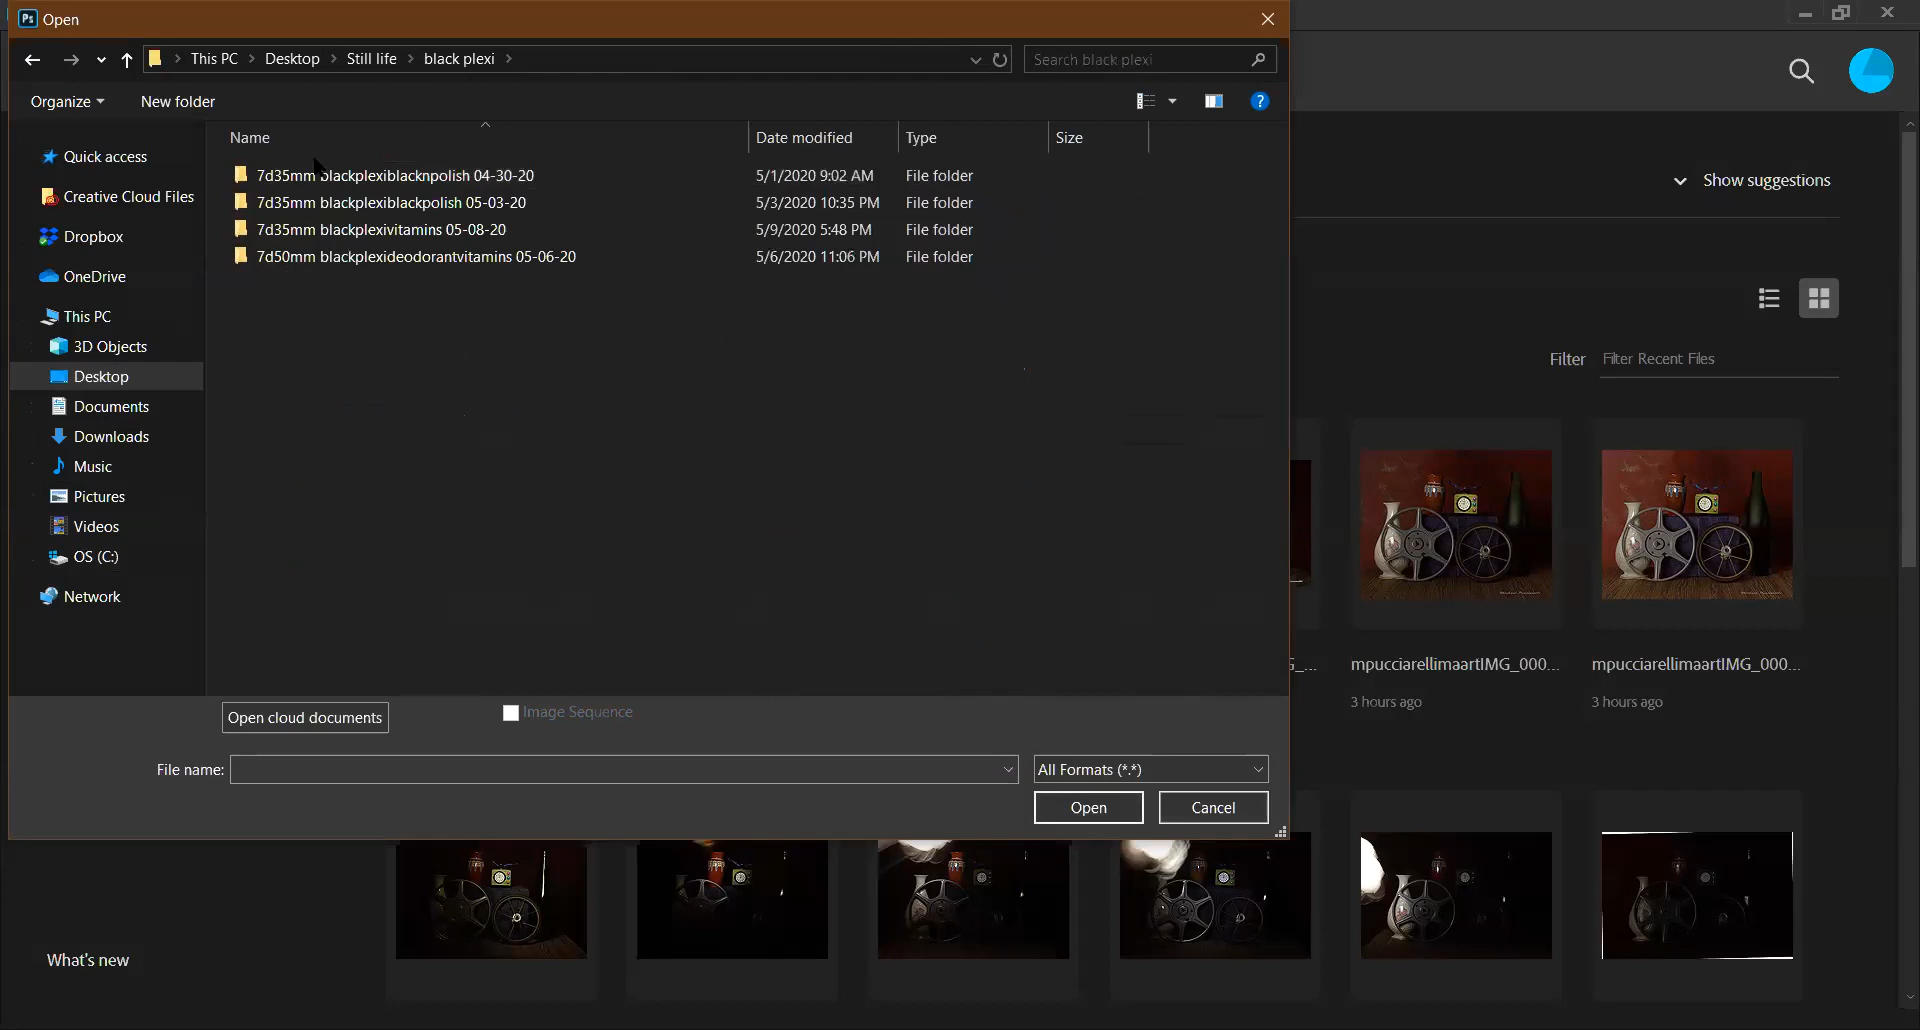 Ps Open
This PC > Desktop > Still life > black plexi >
Search black plexi
Organize
New folder
?
Name
Date modified
Type
Size
Quick access
Creative Cloud Files
Dropbox
OneDrive
This PC
3D Objects
Desktop
Documents
Downloads
Music
Pictures
Videos
OS (C:)
Network
7d35mm blackplexiblacknpolish 04-30-20 5/1/2020 9:02 AM File folder
7d35mm blackplexiblackpolish 05-03-20 5/3/2020 10:35 PM File folder
7d35mm blackplexivitamins 05-08-20 5/9/2020 5:48 PM File folder
7d50mm blackplexideodorantvitamins 05-06-20 5/6/2020 11:06 PM File folder
Open cloud documents
Image Sequence
File name:
All Formats (*.*)
Open
Cancel
Show suggestions
Filter
Filter Recent Files
G_...
mpucciarellimaartIMG_000...
mpucciarellimaartIMG_000...
3 hours ago
3 hours ago
What's new